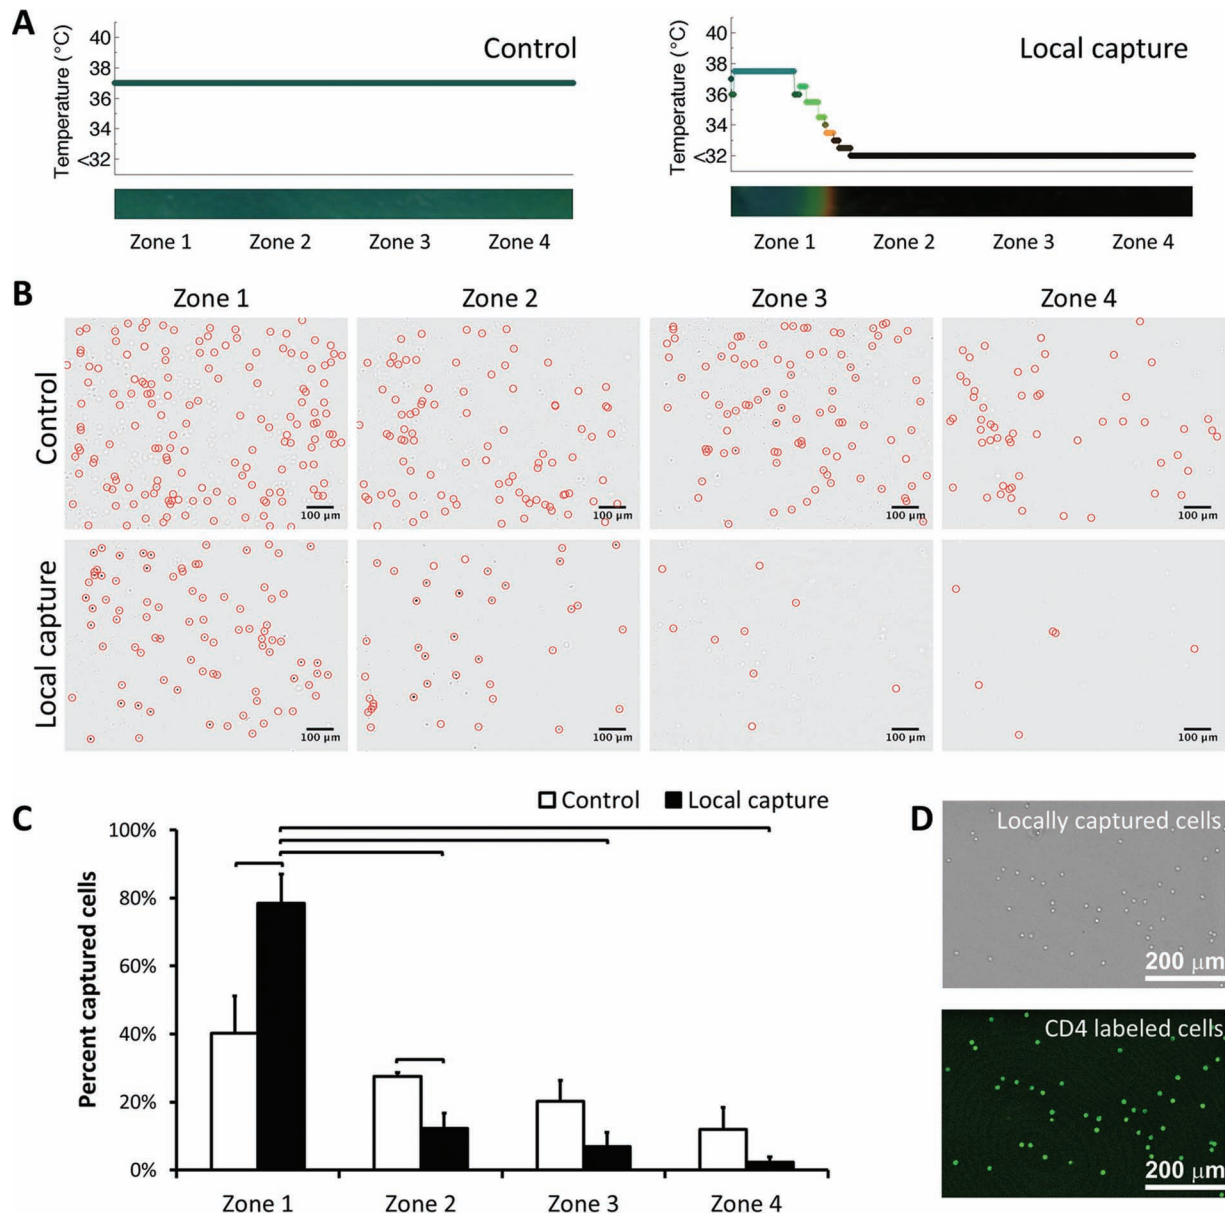 A
Temperature (°C)
40
37
36
34
<32
Control
Zone 1 Zone 2 Zone 3 Zone 4
Temperature (°C)
40
38
36
34
<32
Local capture
Zone 1 Zone 2 Zone 3 Zone 4
B
Zone 1 Zone 2 Zone 3 Zone 4
Control
100 µm 100 µm 100 µm 100 µm
Local capture
100 µm 100 µm 100 µm 100 µm
C
Control Local capture
Percent captured cells
100%
80%
60%
40%
20%
0%
Zone 1 Zone 2 Zone 3 Zone 4
D
Locally captured cells
200 µm
CD4 labeled cells
200 µm